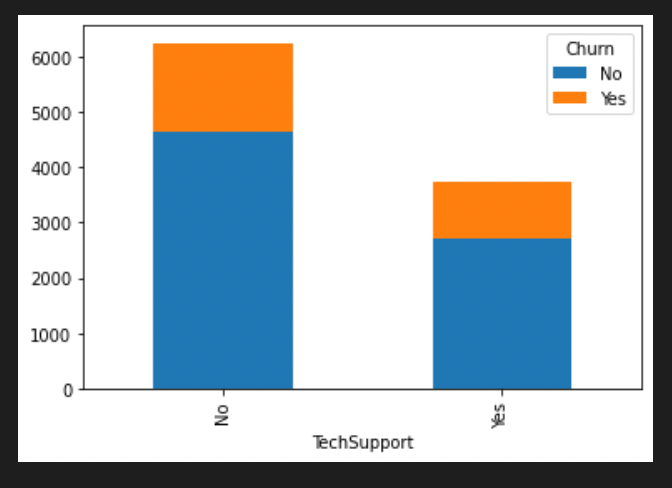 6000
5000
4000
3000
2000
1000
0
Churn
No
Yes
No
Yes
TechSupport